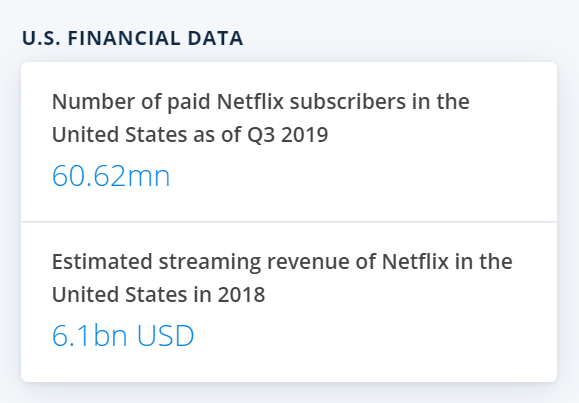 U.S. FINANCIAL DATA
Number of paid Netflix subscribers in the
United States as of Q3 2019
60.62mn
Estimated streaming revenue of Netflix in the
United States in 2018
6.1bn USD